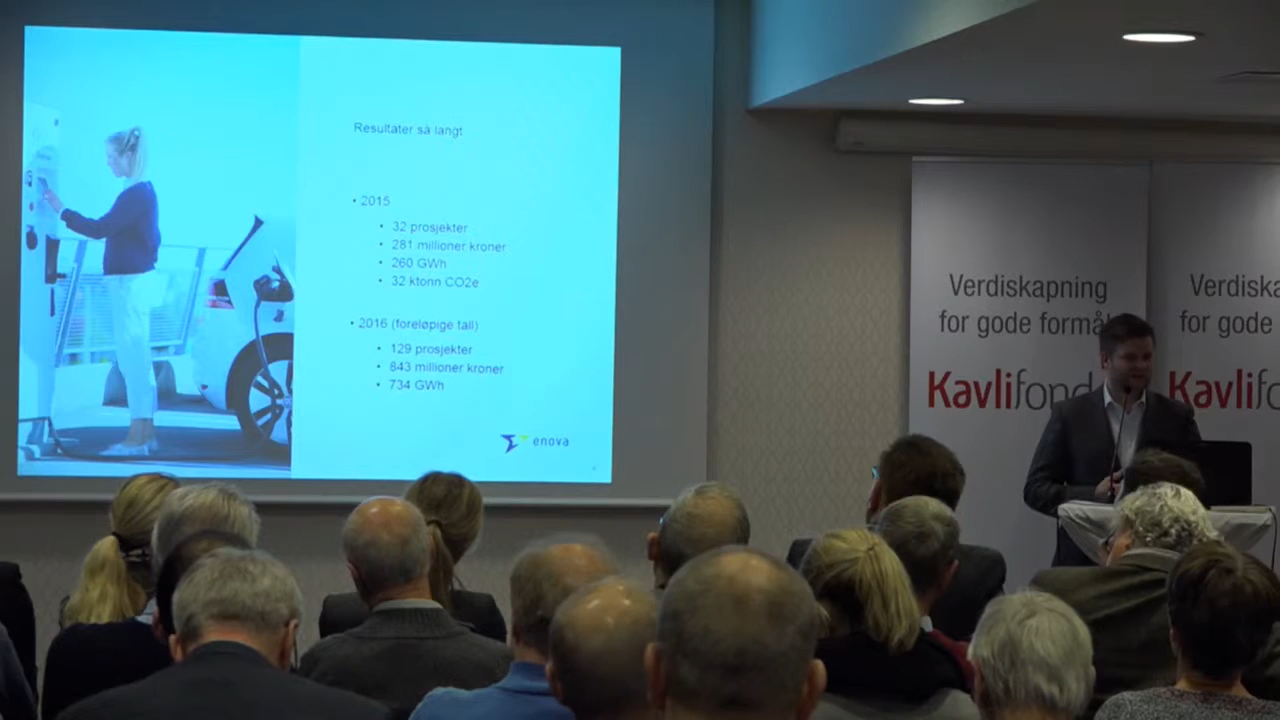 Resultater så langt
• 2015
• 32 prosjekter
• 281 millioner kroner
• 260 GWh
• 32 ktonn CO2e
• 2016 (foreløpige tall)
• 129 prosjekter
• 843 millioner kroner
• 734 GWh
enova
Verdiskapning
for gode formål
Kavlifond
Verdiska
for gode
Kavlifo